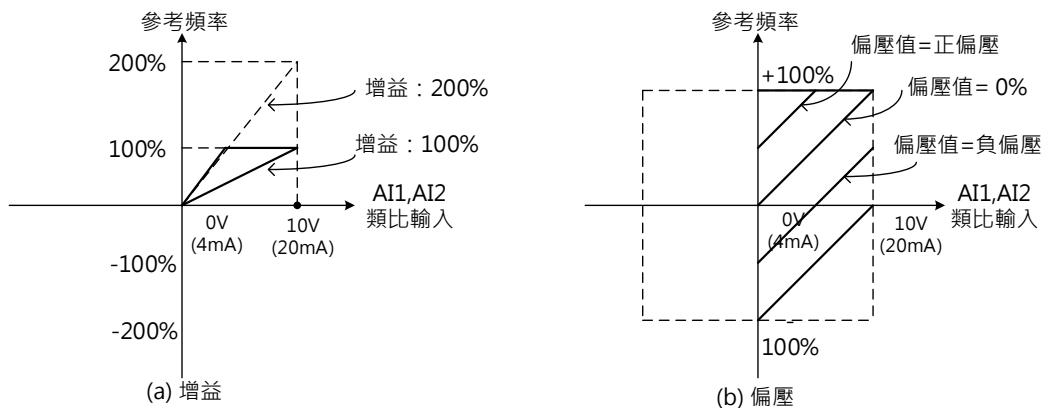 參考頻率
200%
增益：200%
100%
增益：100%
AI1,AI2
類比輸入
0V
(4mA)
10V
(20mA)
-100%
-200%
(a) 增益
參考頻率
偏壓值=正偏壓
+100%
偏壓值= 0%
偏壓值=負偏壓
AI1,AI2
類比輸入
0V
(4mA)
10V
(20mA)
-
100%
(b) 偏壓